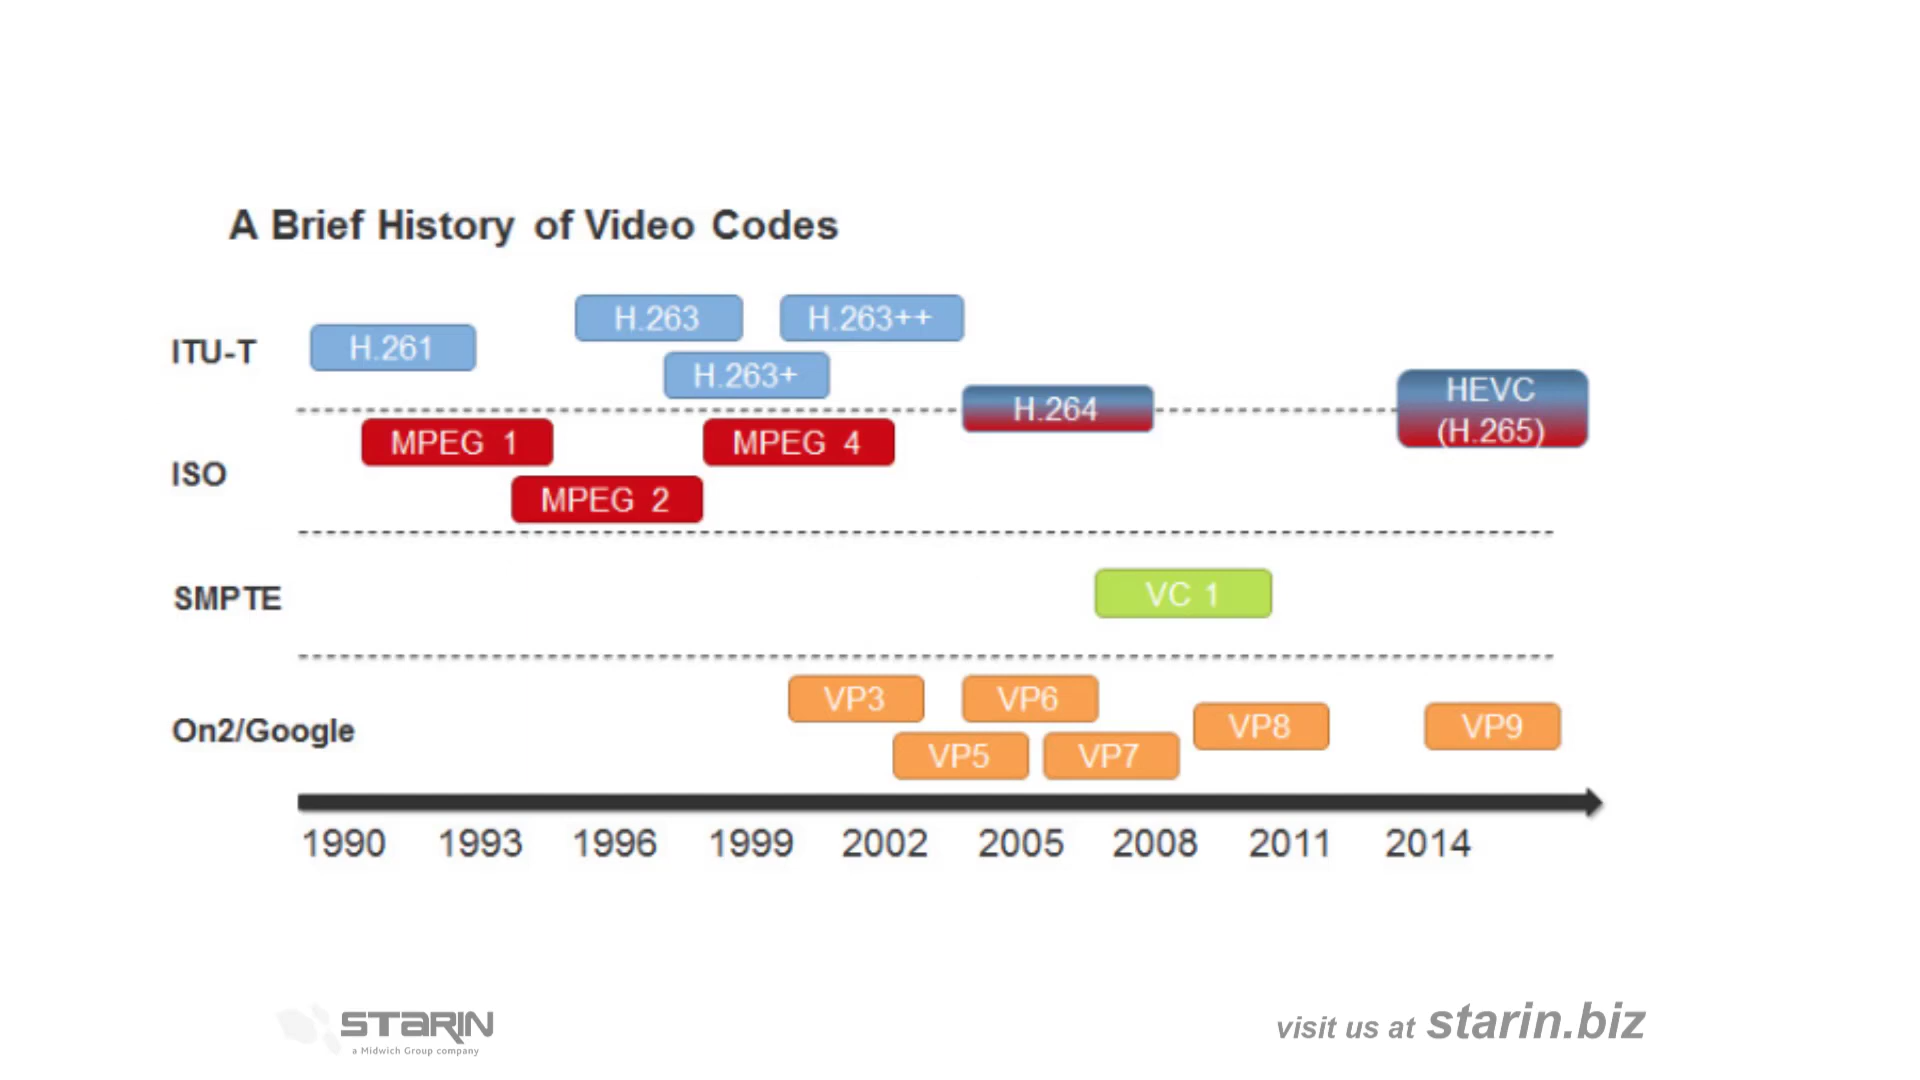 A Brief History of Video Codes
ITU-T
H.261
H.263
H.263++
H.263+
H.264
HEVC
(H.265)
ISO
MPEG 1
MPEG 4
MPEG 2
SMPTE
VC 1
On2/Google
VP3
VP6
VP8
VP9
VP5
VP7
1990 1993 1996 1999 2002 2005 2008 2011 2014
STARIN
a Midwich Group company
visit us at starin.biz